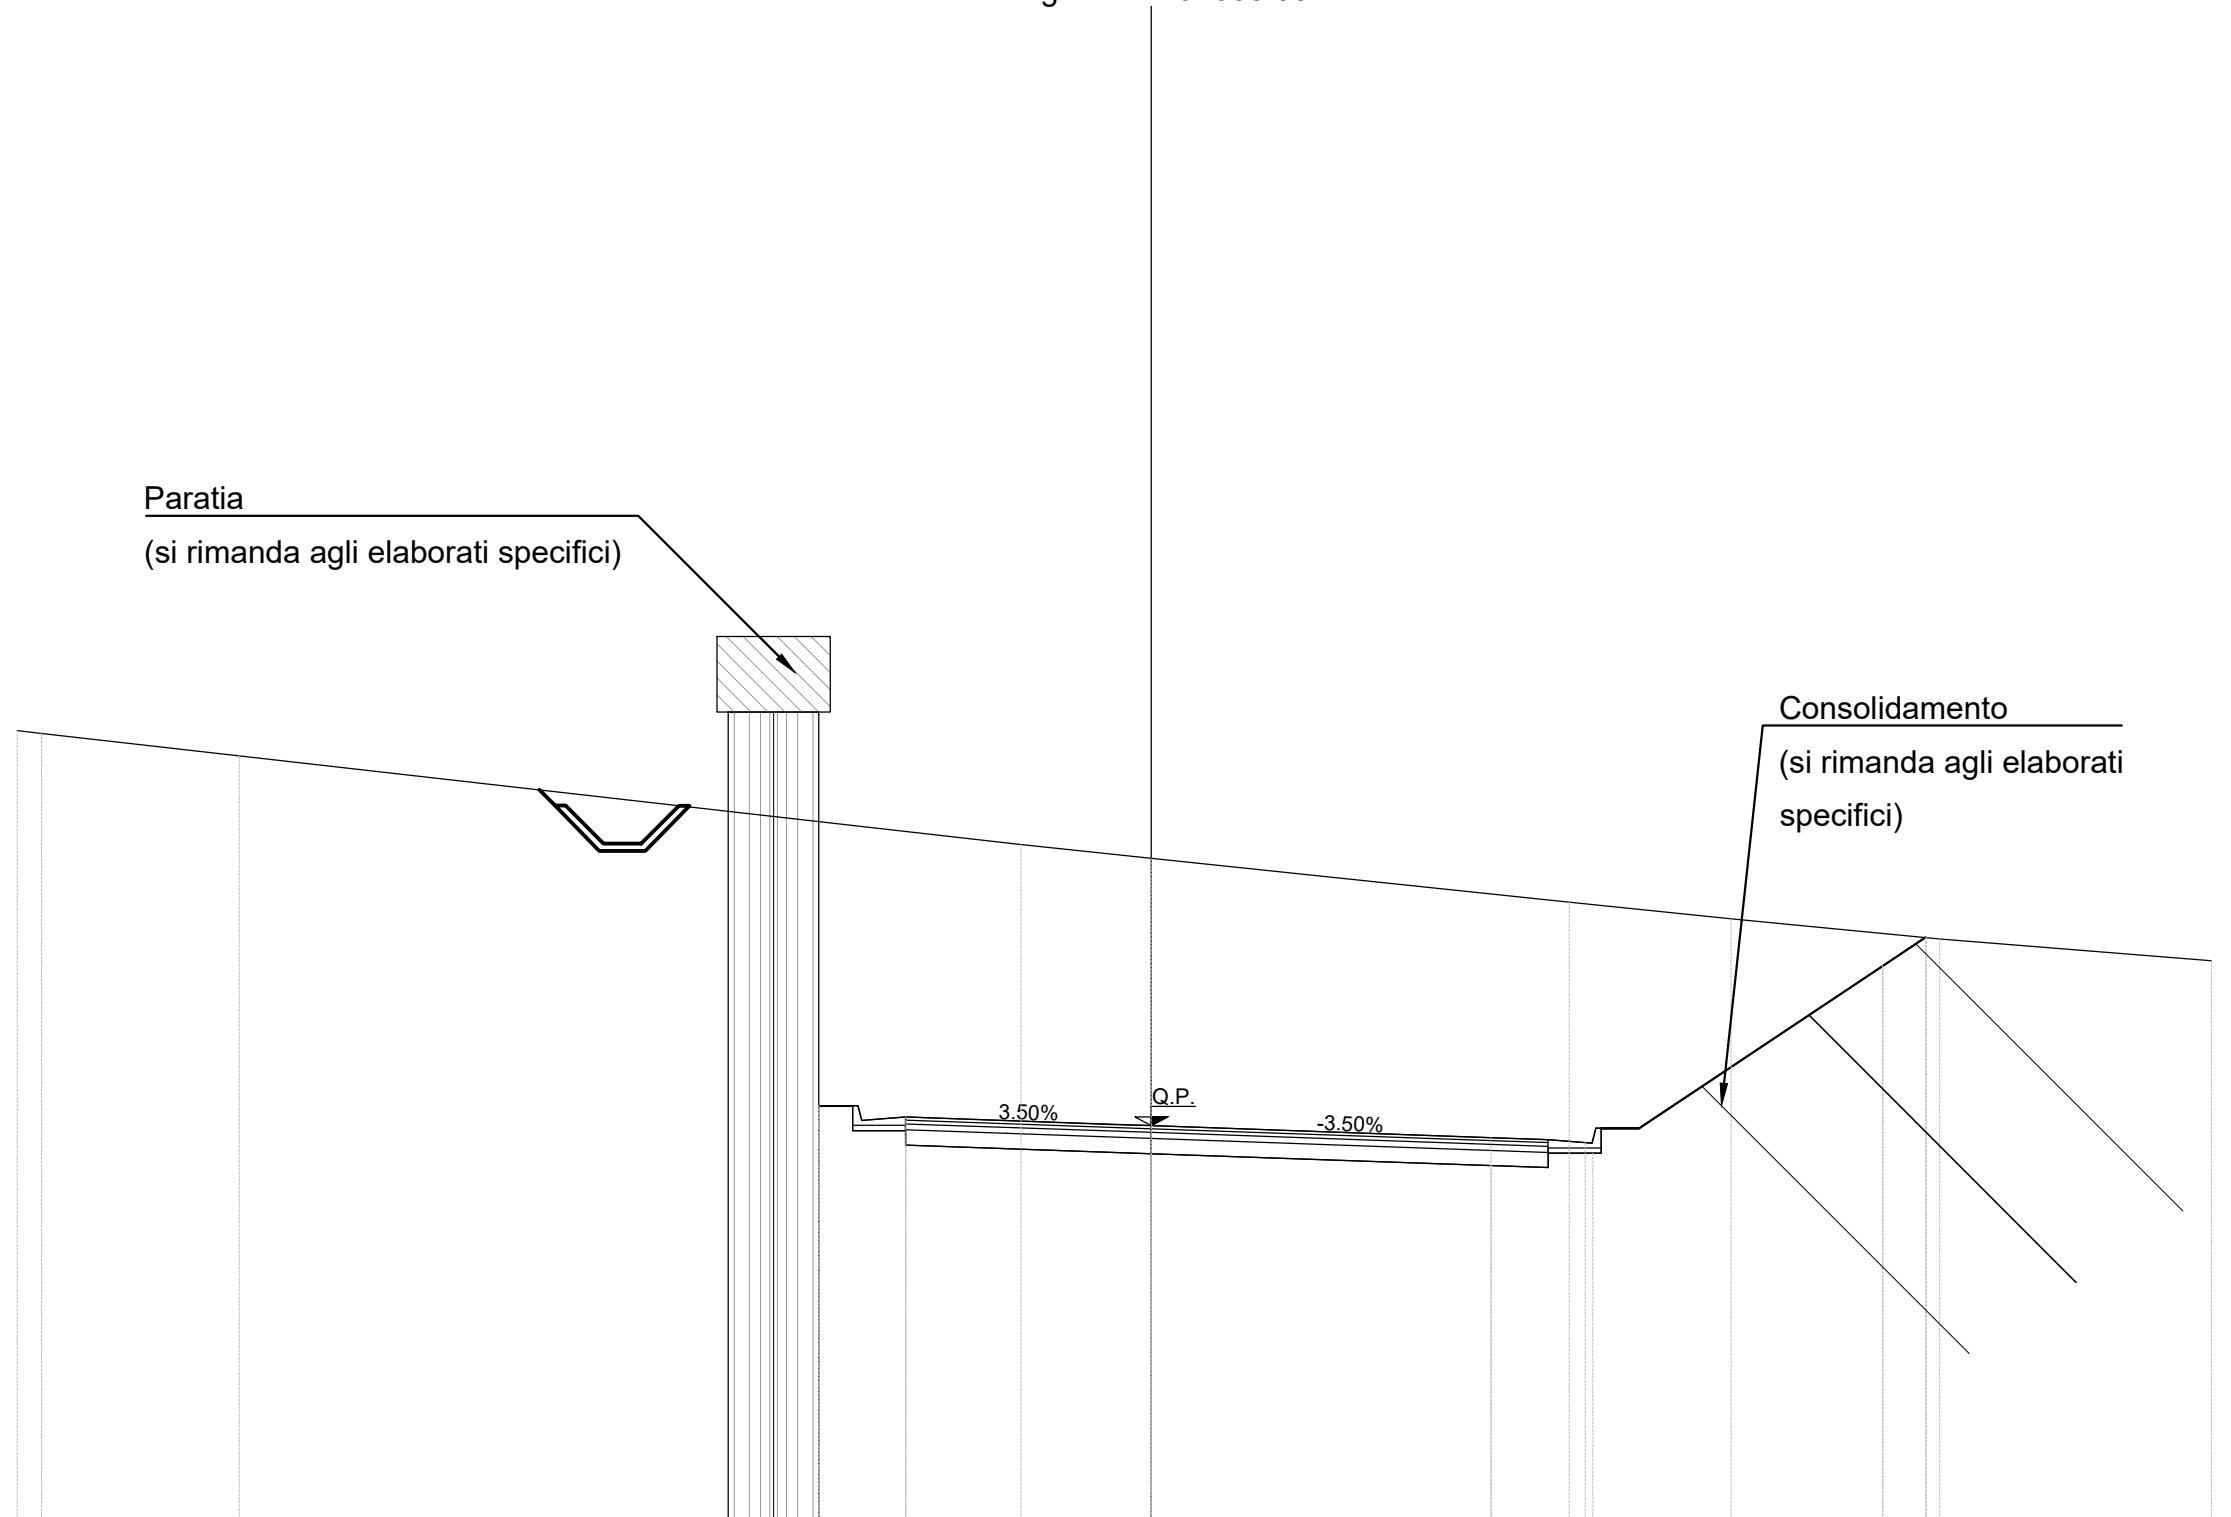 Paratia
(si rimanda agli elaborati specifici)
Consolidamento
(si rimanda agli elaborati
specifici)
Q.P.
3.50%
-3.50%